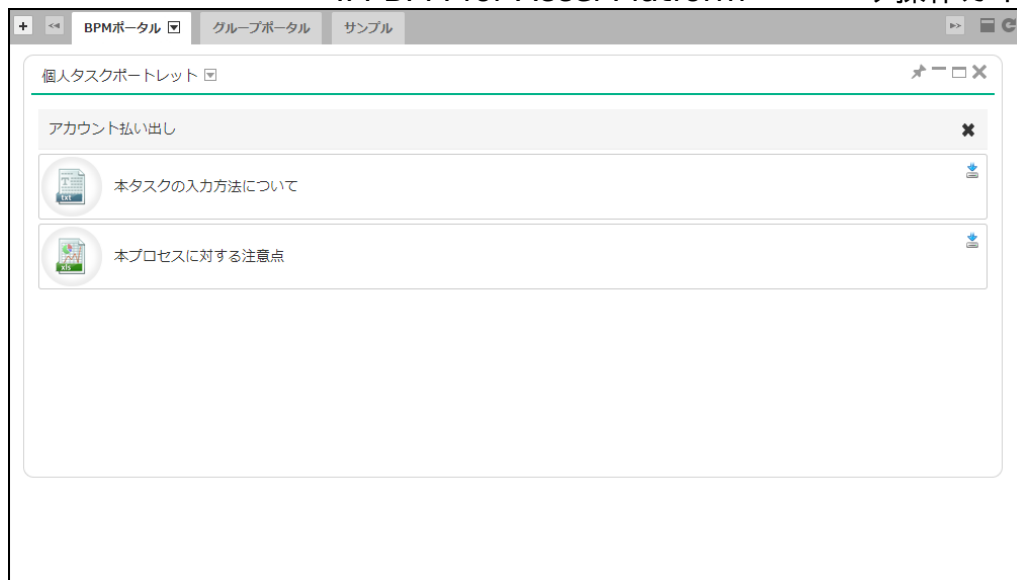 BPMポータル グループポータル サンプル
個人タスクポートレット
アカウント払い出し
txt
本タスクの入力方法について
xls
本プロセスに対する注意点